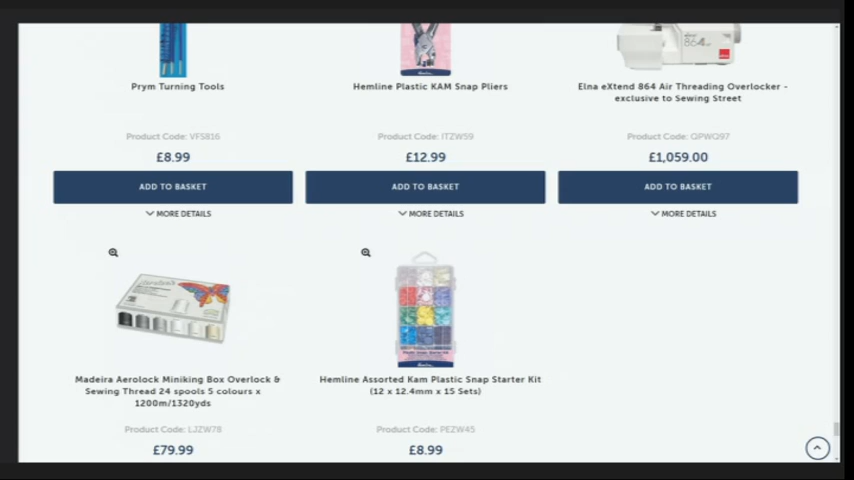 864
elna
Prym Turning Tools
Hemline Plastic KAM Snap Pliers
Elna eXtend 864 Air Threading Overlocker -
exclusive to Sewing Street
Product Code: VFS816
Product Code: ITZW59
Product Code: QPWQ97
£8.99
£12.99
£1,059.00
ADD TO BASKET
ADD TO BASKET
ADD TO BASKET
MORE DETAILS
MORE DETAILS
MORE DETAILS
Madeira Aerolock Miniking Box Overlock &
Sewing Thread 24 spools 5 colours x
1200m/1320yds
Hemline Assorted Kam Plastic Snap Starter Kit
(12 x 12.4mm x 15 Sets)
Product Code: LJZW78
Product Code: PEZW45
£79.99
£8.99